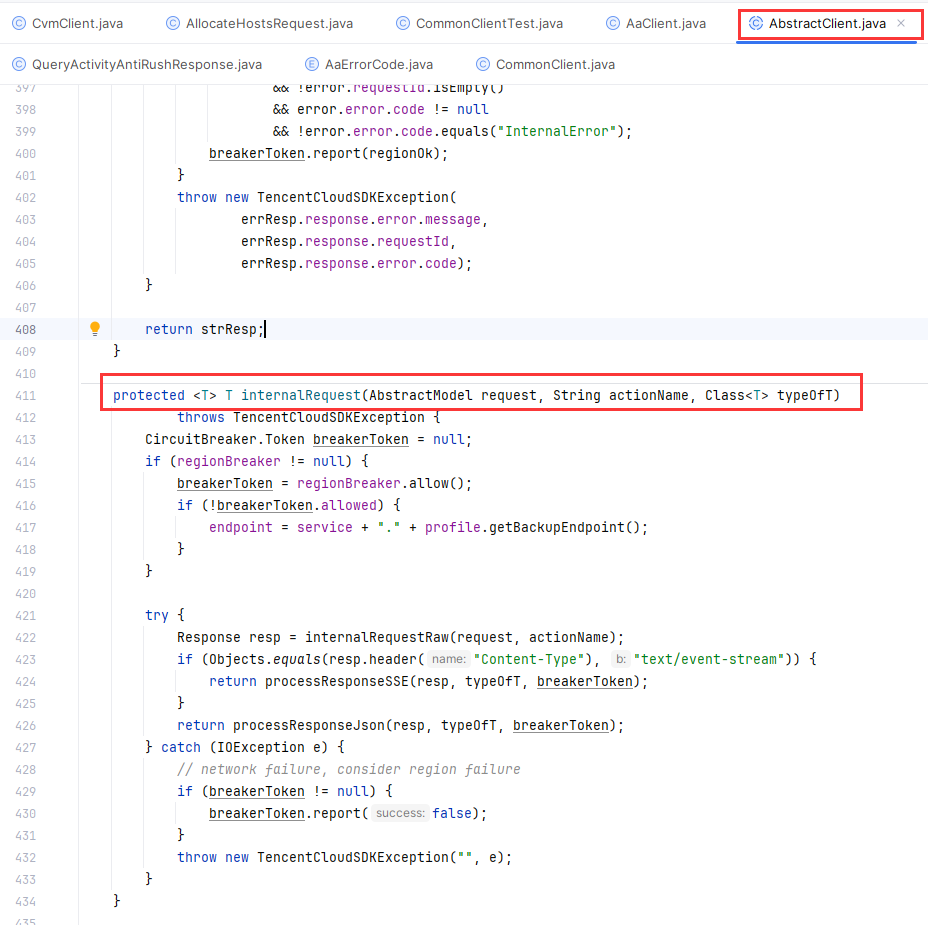 CvmClient.java AllocateHostsRequest.java CommonClientTest.java AaClient.java AbstractClient.java
QueryActivityAntiRushResponse.java AaErrorCode.java CommonClient.java
397 && !error.requestId.isEmpty()
398 && error.error.code != null
399 && !error.error.code.equals("InternalError");
400 breakerToken.report(regionOk);
401 }
402 throw new TencentCloudSDKException(
403 errResp.response.error.message,
404 errResp.response.requestId,
405 errResp.response.error.code);
406 }
407
408 return strResp;
409 }
410
411 protected <T> T internalRequest(AbstractModel request, String actionName, Class<T> typeOfT)
412 throws TencentCloudSDKException {
413 CircuitBreaker.Token breakerToken = null;
414 if (regionBreaker != null) {
415 breakerToken = regionBreaker.allow();
416 if (!breakerToken.allowed) {
417 endpoint = service + "." + profile.getBackupEndpoint();
418 }
419 }
420
421 try {
422 Response resp = internalRequestRaw(request, actionName);
423 if (Objects.equals(resp.header( name: "Content-Type"), b: "text/event-stream")) {
424 return processResponseSSE(resp, typeOfT, breakerToken);
425 }
426 return processResponseJson(resp, typeOfT, breakerToken);
427 } catch (IOException e) {
428 // network failure, consider region failure
429 if (breakerToken != null) {
430 breakerToken.report( success: false);
431 }
432 throw new TencentCloudSDKException("", e);
433 }
434 }
435